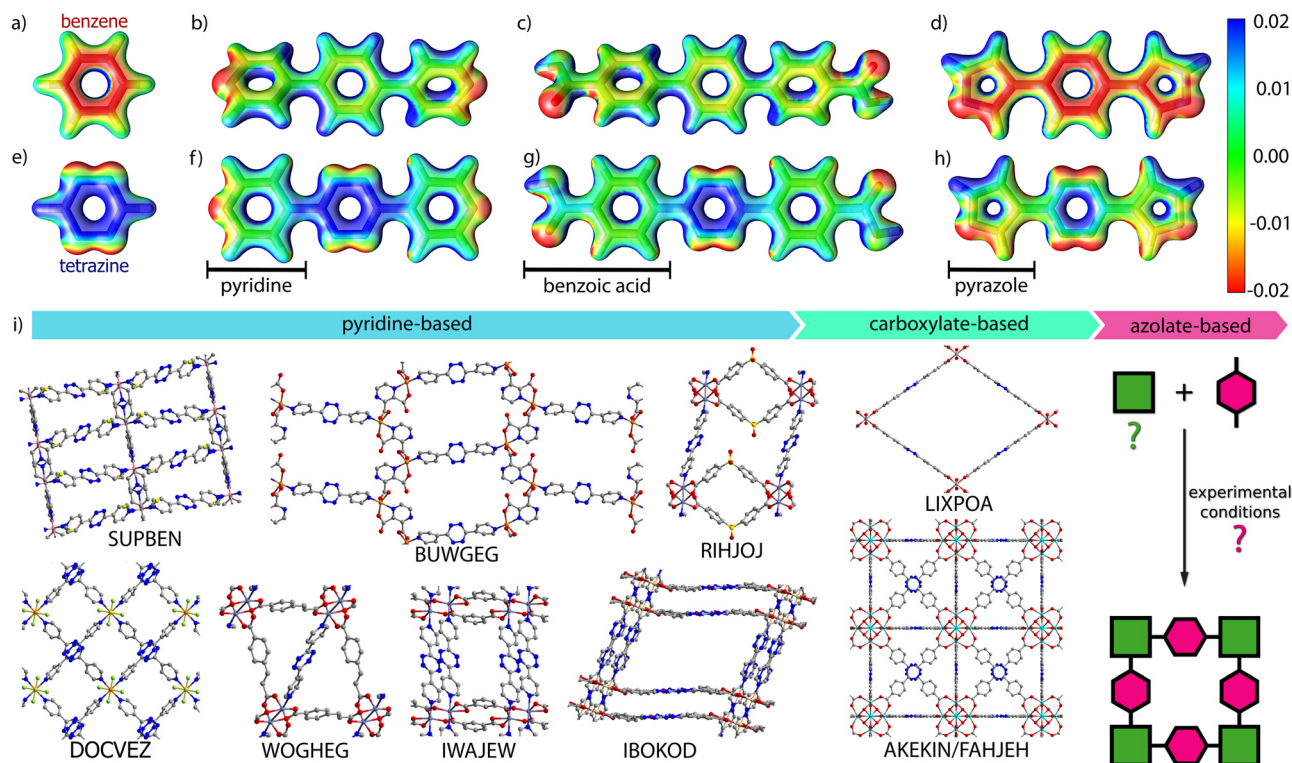 a)
benzene
b)
c)
d)
0.02
0.01
0.00
-0.01
-0.02
e)
tetrazine
f)
g)
h)
pyridine
benzoic acid
pyrazole
i)
pyridine-based
carboxylate-based
azolate-based
SUPBEN
BUWGEG
RIHJOJ
LIXPOA
+
?
experimental
conditions
?
DOCVEZ
WOGHEG
IWAJEW
IBOKOD
AKEKIN/FAHJEH